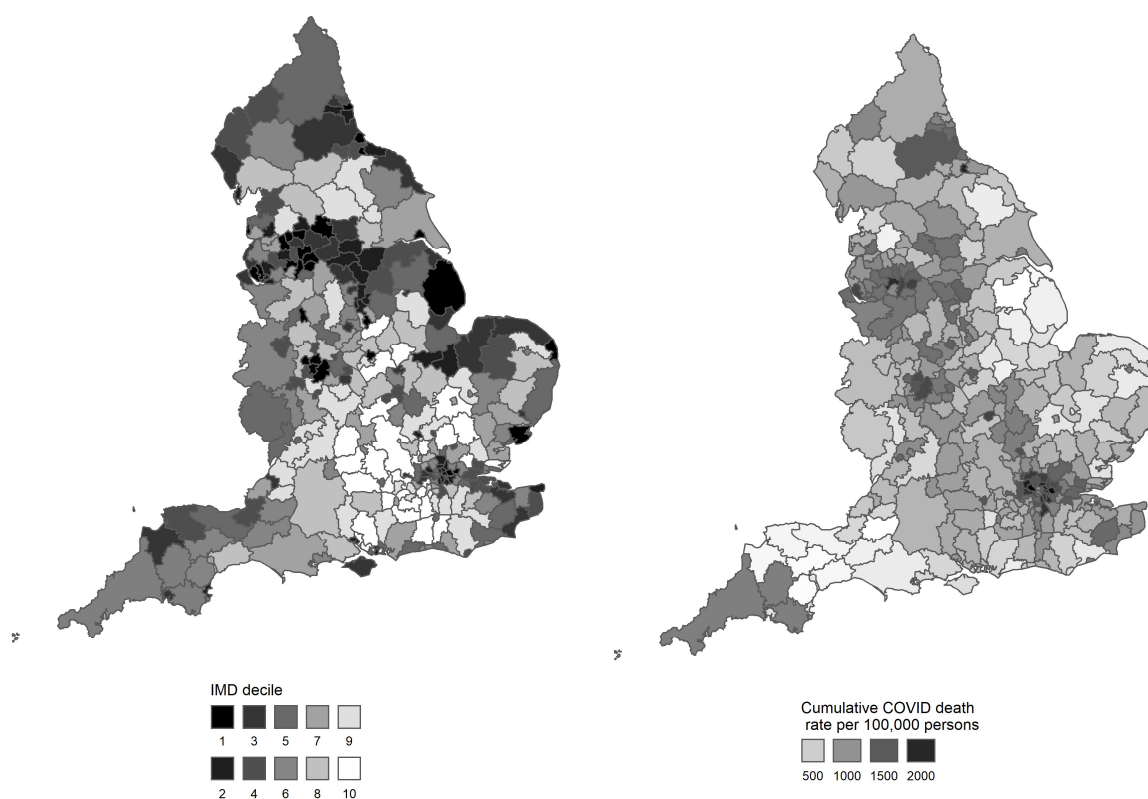 IMD decile
1 3 5 7 9
2 4 6 8 10
Cumulative COVID death
rate per 100,000 persons
500 1000 1500 2000